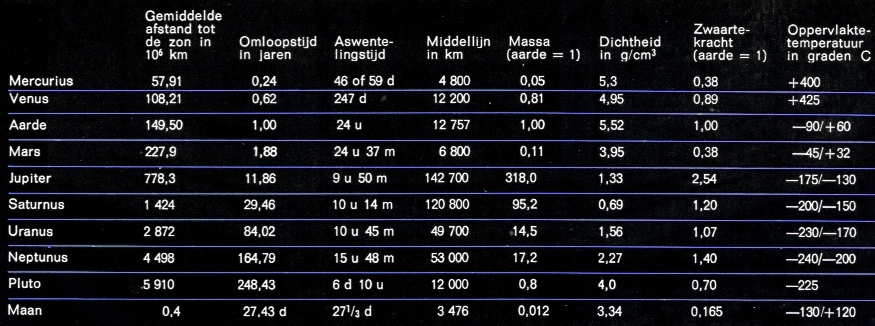 Gemiddelde afstand tot de zon in 10⁶ km Omloopstijd in jaren Aswente-lingstijd Middellijn in km Massa (aarde = 1) Dichtheid in g/cm³ Zwaarte-kracht (aarde = 1) Oppervlakte-temperatuur in graden C
Mercurius 57,91 0,24 46 of 59 d 4 800 0,05 5,3 0,38 +400
Venus 108,21 0,62 247 d 12 200 0,81 4,95 0,89 +425
Aarde 149,50 1,00 24 u 12 757 1,00 5,52 1,00 —90/+60
Mars 227,9 1,88 24 u 37 m 6 800 0,11 3,95 0,38 —45/+32
Jupiter 778,3 11,86 9 u 50 m 142 700 318,0 1,33 2,54 —175/—130
Saturnus 1 424 29,46 10 u 14 m 120 800 95,2 0,69 1,20 —200/—150
Uranus 2 872 84,02 10 u 45 m 49 700 14,5 1,56 1,07 —230/—170
Neptunus 4 498 164,79 15 u 48 m 53 000 17,2 2,27 1,40 —240/—200
Pluto 5 910 248,43 6 d 10 u 12 000 0,8 4,0 0,70 —225
Maan 0,4 27,43 d 27¹/₃ d 3 476 0,012 3,34 0,165 —130/+120